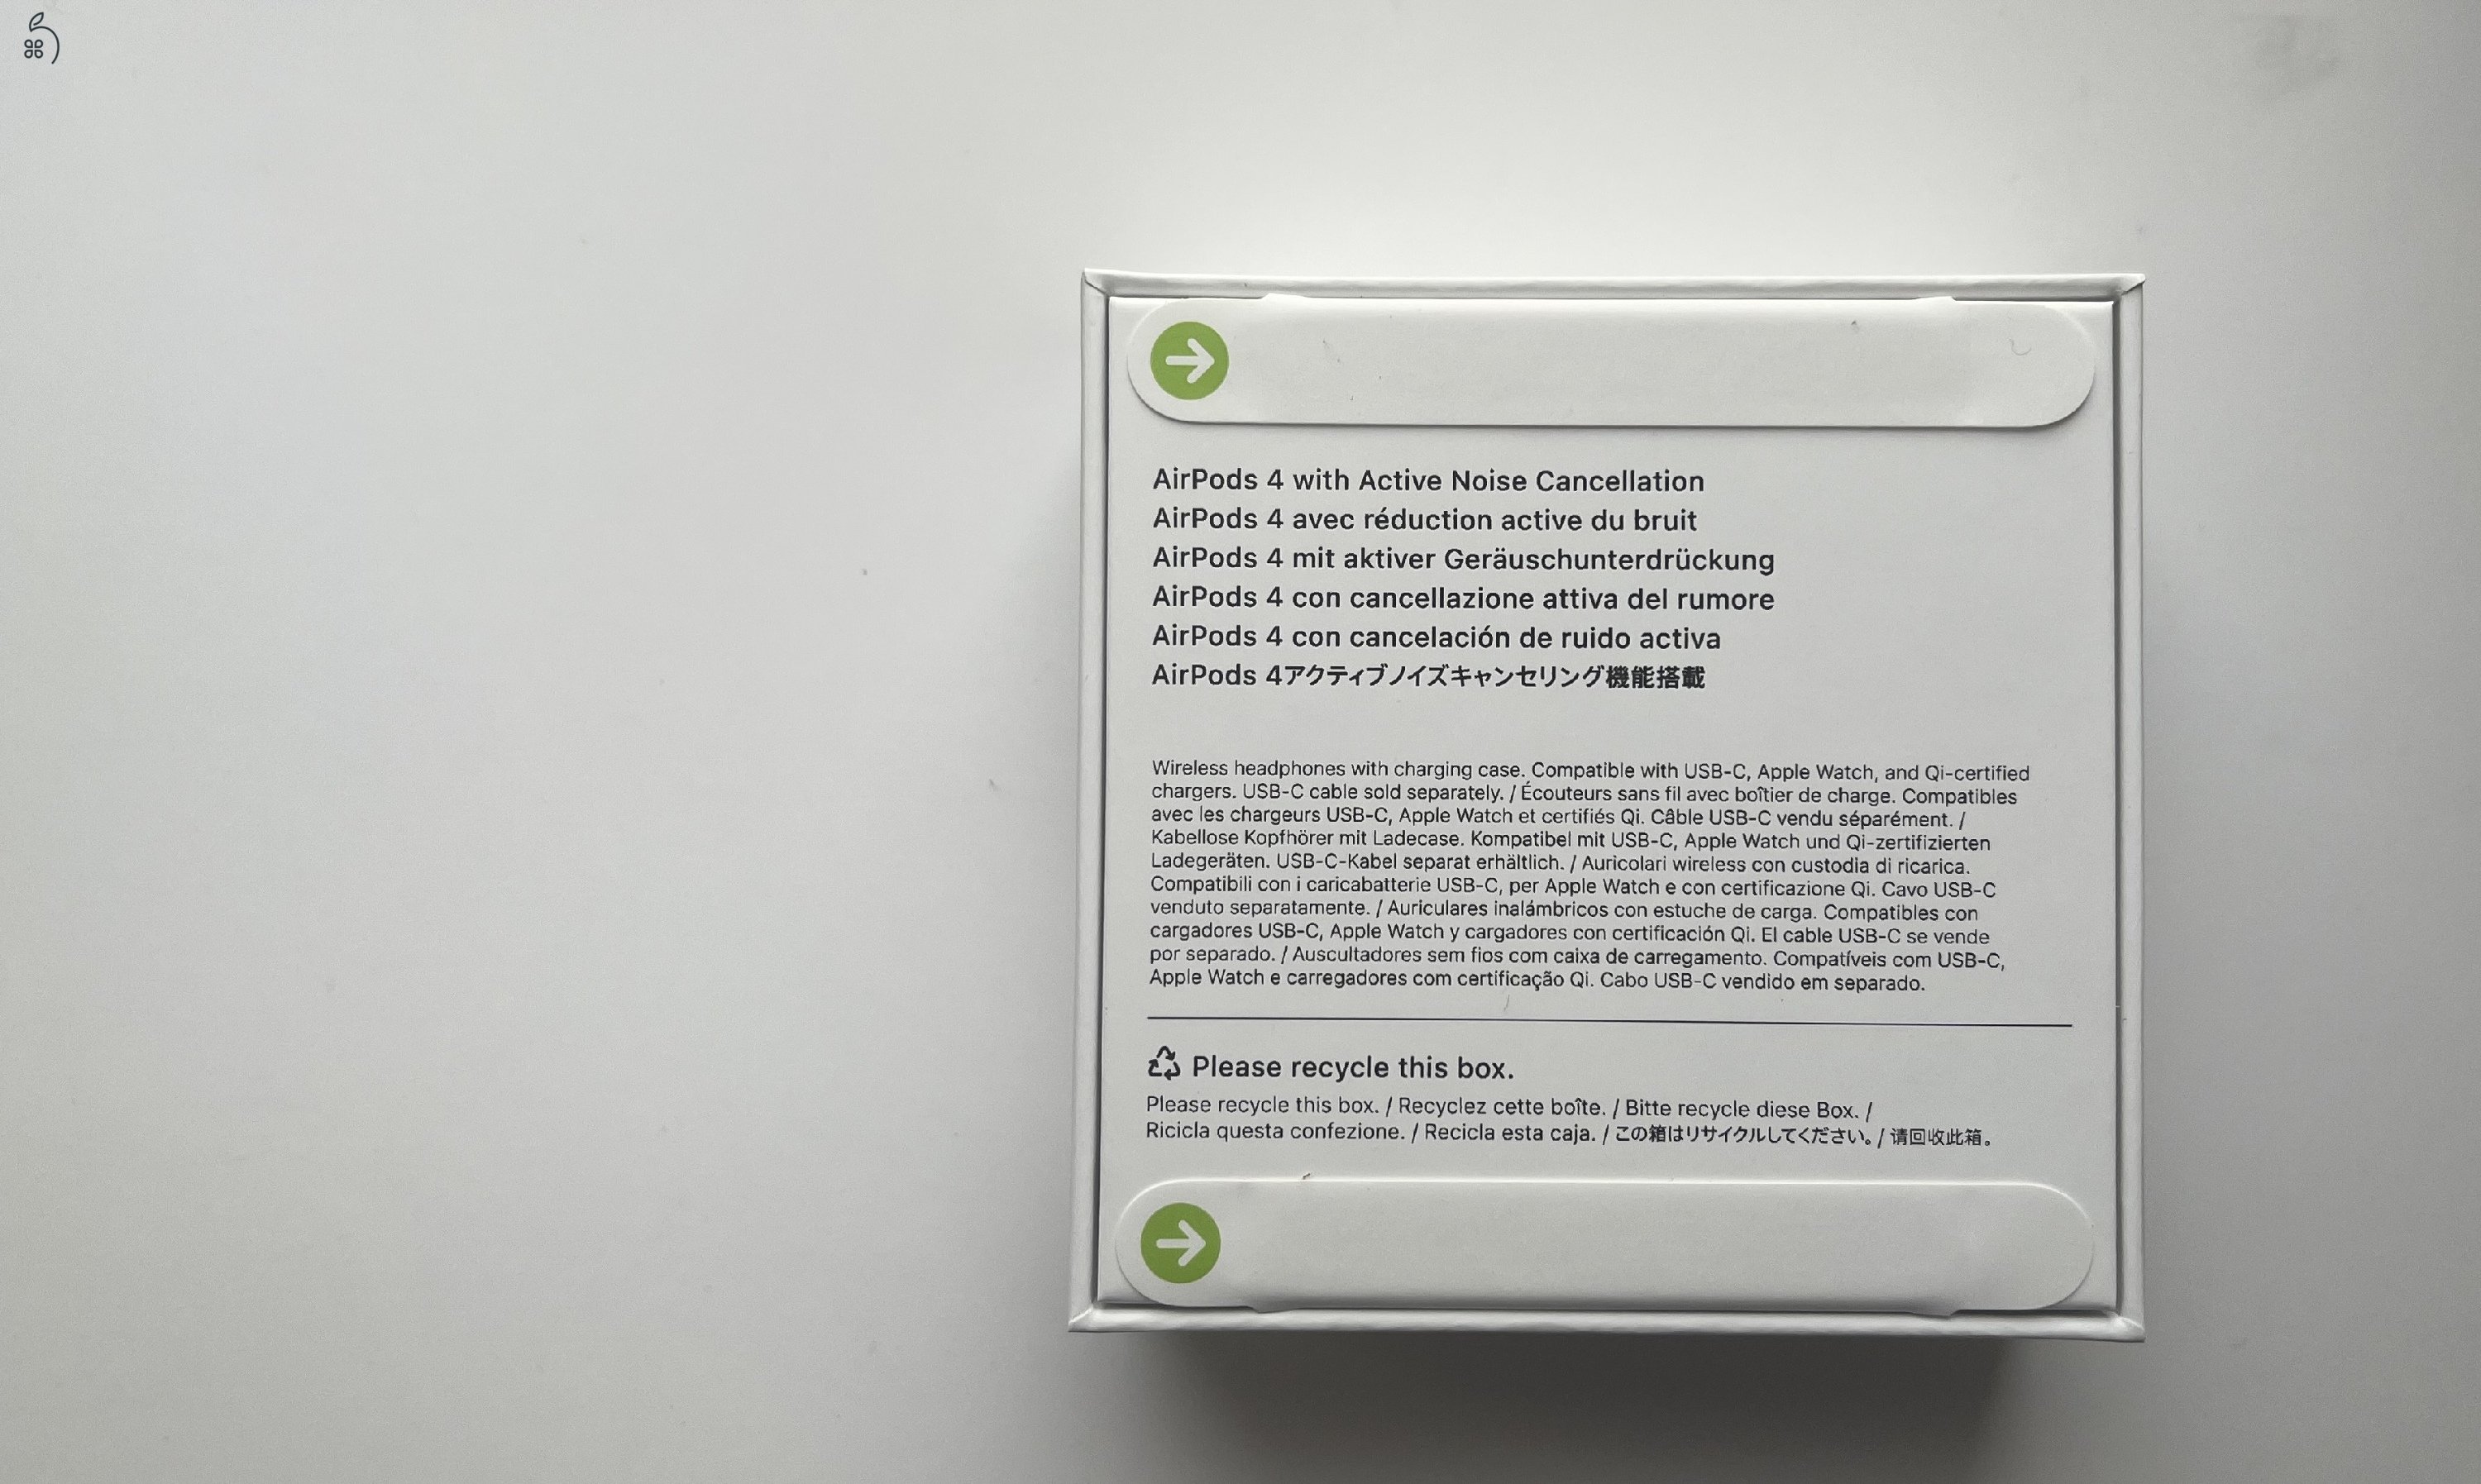 AirPods 4 with Active Noise Cancellation
AirPods 4 avec réduction active du bruit
AirPods 4 mit aktiver Geräuschunterdrückung
AirPods 4 con cancellazione attiva del rumore
AirPods 4 con cancelación de ruido activa
AirPods 4アクティブノイズキャンセリング機能搭載
Wireless headphones with charging case. Compatible with USB-C, Apple Watch, and Qi-certified
chargers. USB-C cable sold separately. / Écouteurs sans fil avec boîtier de charge. Compatibles
avec les chargeurs USB-C, Apple Watch et certifiés Qi. Câble USB-C vendu séparément. /
Kabellose Kopfhörer mit Ladecase. Kompatibel mit USB-C, Apple Watch und Qi-zertifizierten
Ladegeräten. USB-C-Kabel separat erhältlich. / Auricolari wireless con custodia di ricarica.
Compatibili con i caricabatterie USB-C, per Apple Watch e con certificazione Qi. Cavo USB-C
venduto separatamente. / Auriculares inalámbricos con estuche de carga. Compatibles con
cargadores USB-C, Apple Watch y cargadores con certificación Qi. El cable USB-C se vende
por separado. / Auscultadores sem fios com caixa de carregamento. Compatíveis com USB-C,
Apple Watch e carregadores com certificação Qi. Cabo USB-C vendido em separado.
Please recycle this box.
Please recycle this box. / Recyclez cette boîte. / Bitte recycle diese Box. /
Ricicla questa confezione. / Recicla esta caja. / この箱はリサイクルしてください。/ 请回收此箱。